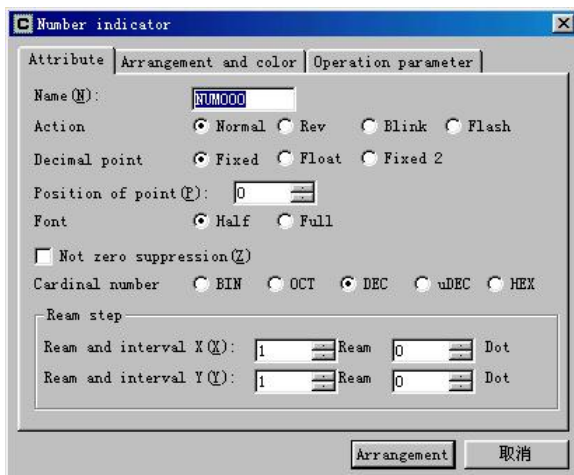 C Number indicator
Attribute Arrangement and color Operation parameter
Name(N): NUM000
Action Normal Rev Blink Flash
Decimal point Fixed Float Fixed 2
Position of point(P): 0
Font Half Full
Not zero suppression(Z)
Cardinal number BIN OCT DEC uDEC HEX
Ream step
Ream and interval X(X): 1 Ream 0 Dot
Ream and interval Y(Y): 1 Ream 0 Dot
Arrangement 取消